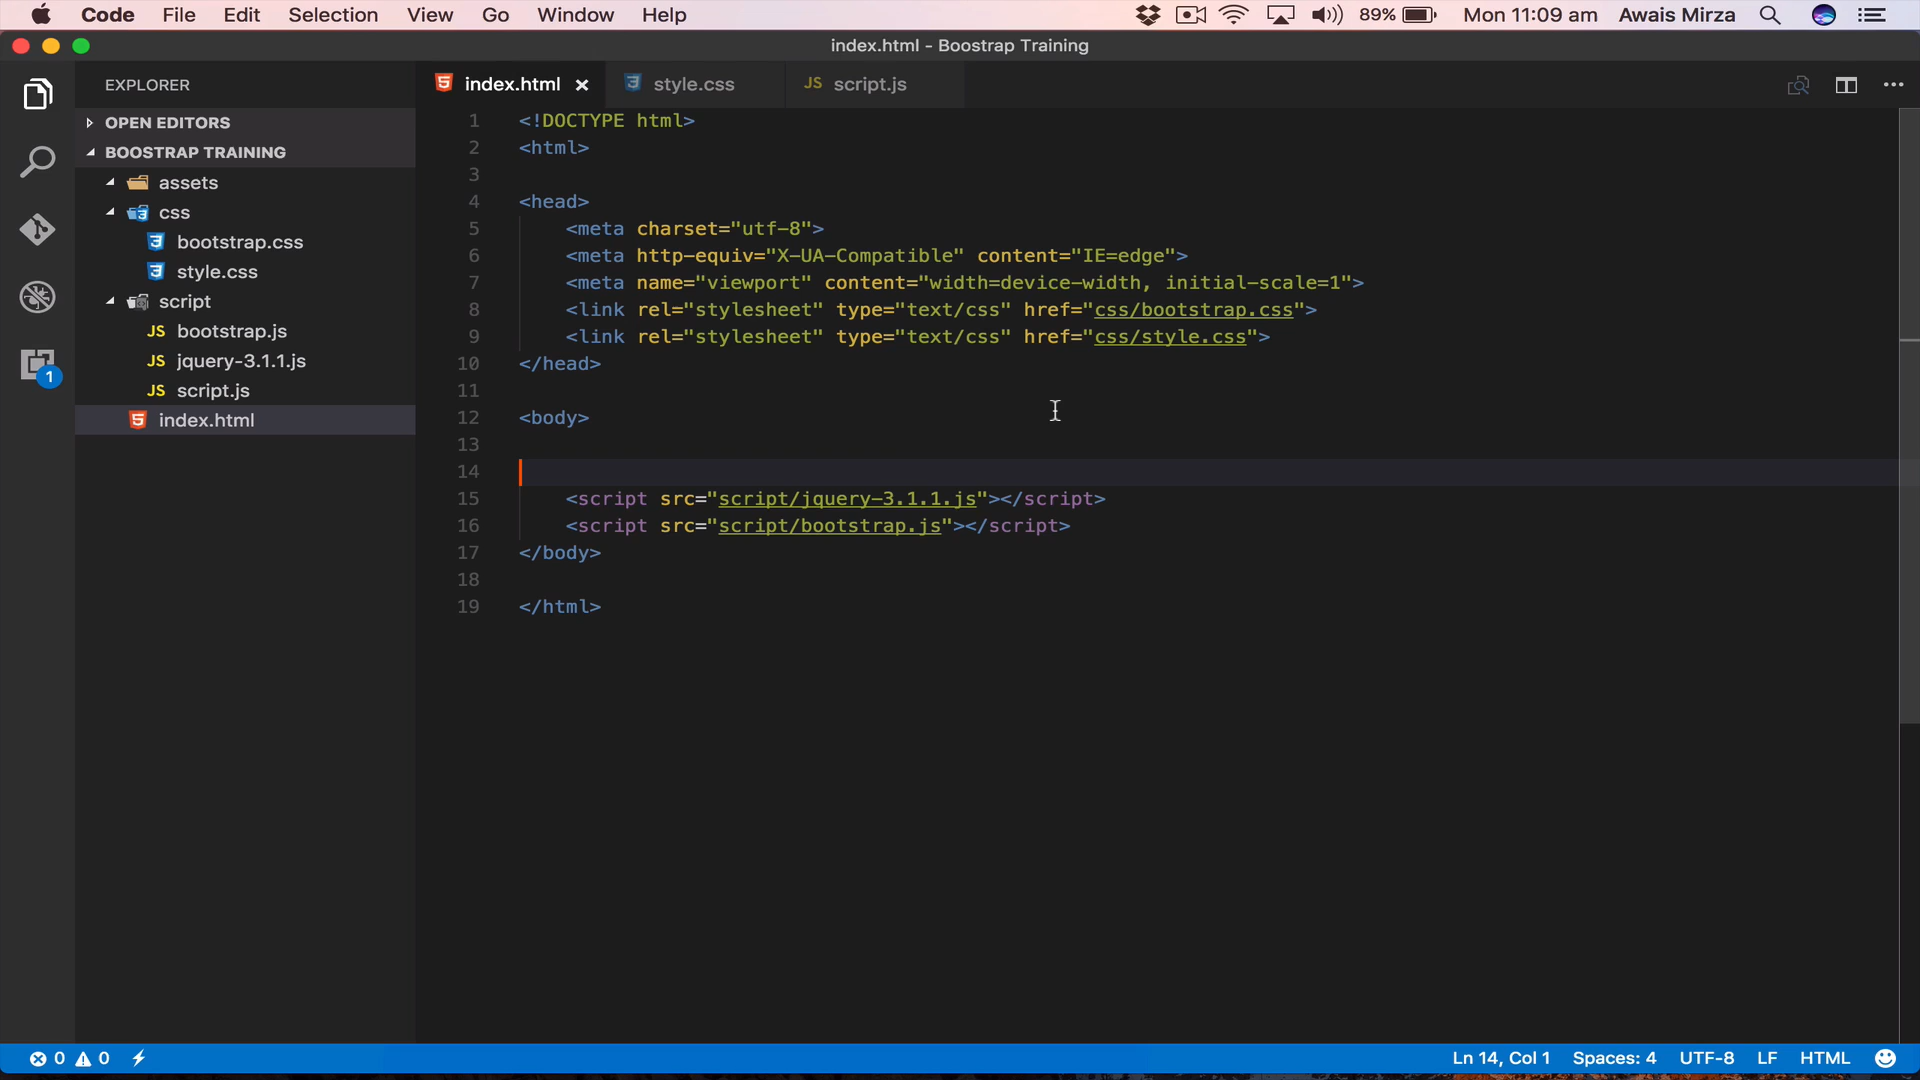 Code File Edit Selection View Go Window Help 89% Mon 11:09 am Awais Mirza
index.html - Boostrap Training
EXPLORER
OPEN EDITORS
BOOSTRAP TRAINING
assets
css
bootstrap.css
style.css
script
JS bootstrap.js
JS jquery-3.1.1.js
JS script.js
index.html
1
index.html × style.css JS script.js
1 <!DOCTYPE html>
2 <html>
3
4 <head>
5 <meta charset="utf-8">
6 <meta http-equiv="X-UA-Compatible" content="IE=edge">
7 <meta name="viewport" content="width=device-width, initial-scale=1">
8 <link rel="stylesheet" type="text/css" href="css/bootstrap.css">
9 <link rel="stylesheet" type="text/css" href="css/style.css">
10 </head>
11
12 <body>
13
14
15 <script src="script/jquery-3.1.1.js"></script>
16 <script src="script/bootstrap.js"></script>
17 </body>
18
19 </html>
0 0 Ln 14, Col 1 Spaces: 4 UTF-8 LF HTML